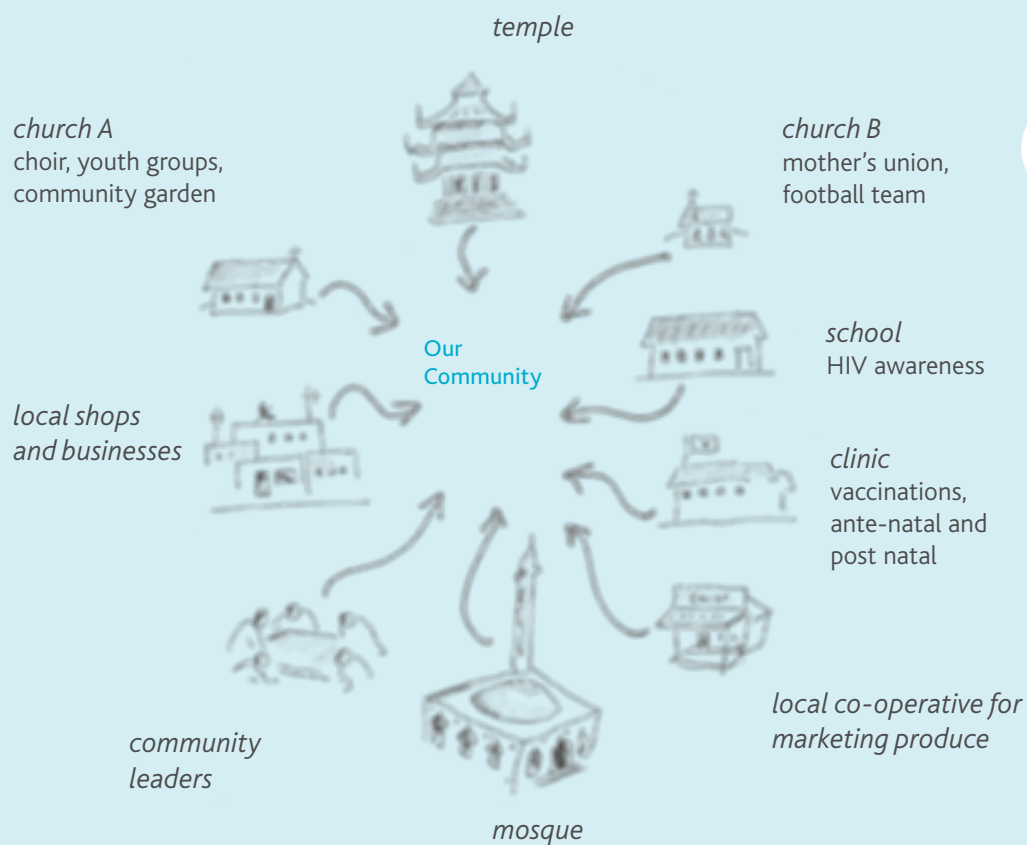 temple
church A
choir, youth groups,
community garden
church B
mother’s union,
football team
Our
Community
school
HIV awareness
local shops
and businesses
clinic
vaccinations,
ante-natal and
post natal
local co-operative for
marketing produce
community
leaders
mosque